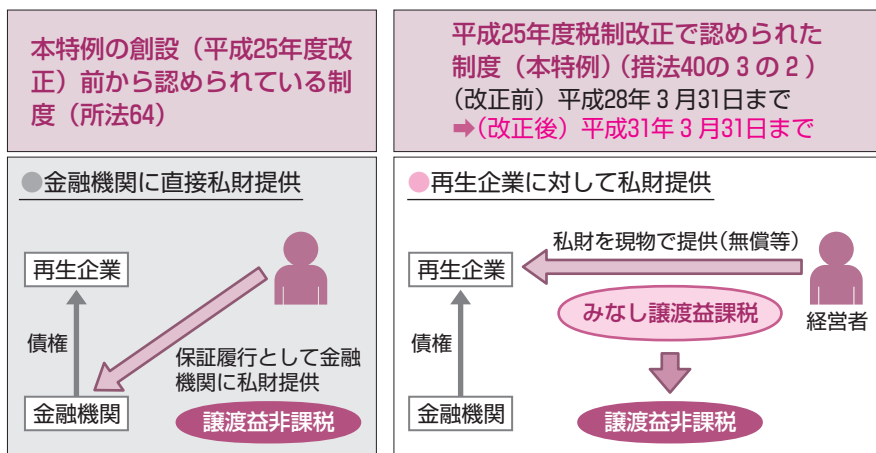 本特例の創設（平成25年度改
正）前から認められている制
度（所法64）
平成25年度税制改正で認められた
制度（本特例）（措法40の３の２）
（改正前）平成28年３月31日まで
➡（改正後）平成31年３月31日まで
●金融機関に直接私財提供
再生企業
債権
保証履行として金融
機関に私財提供
金融機関
譲渡益非課税
●再生企業に対して私財提供
私財を現物で提供（無償等）
再生企業
みなし譲渡益課税
経営者
債権
金融機関
譲渡益非課税